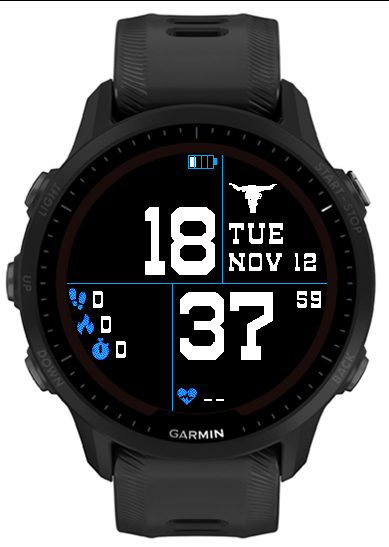 LIGHT
START·STOP
18
TUE
NOV 12
UP
0
37
59
0
0
DOWN
BACK
--
GARMIN